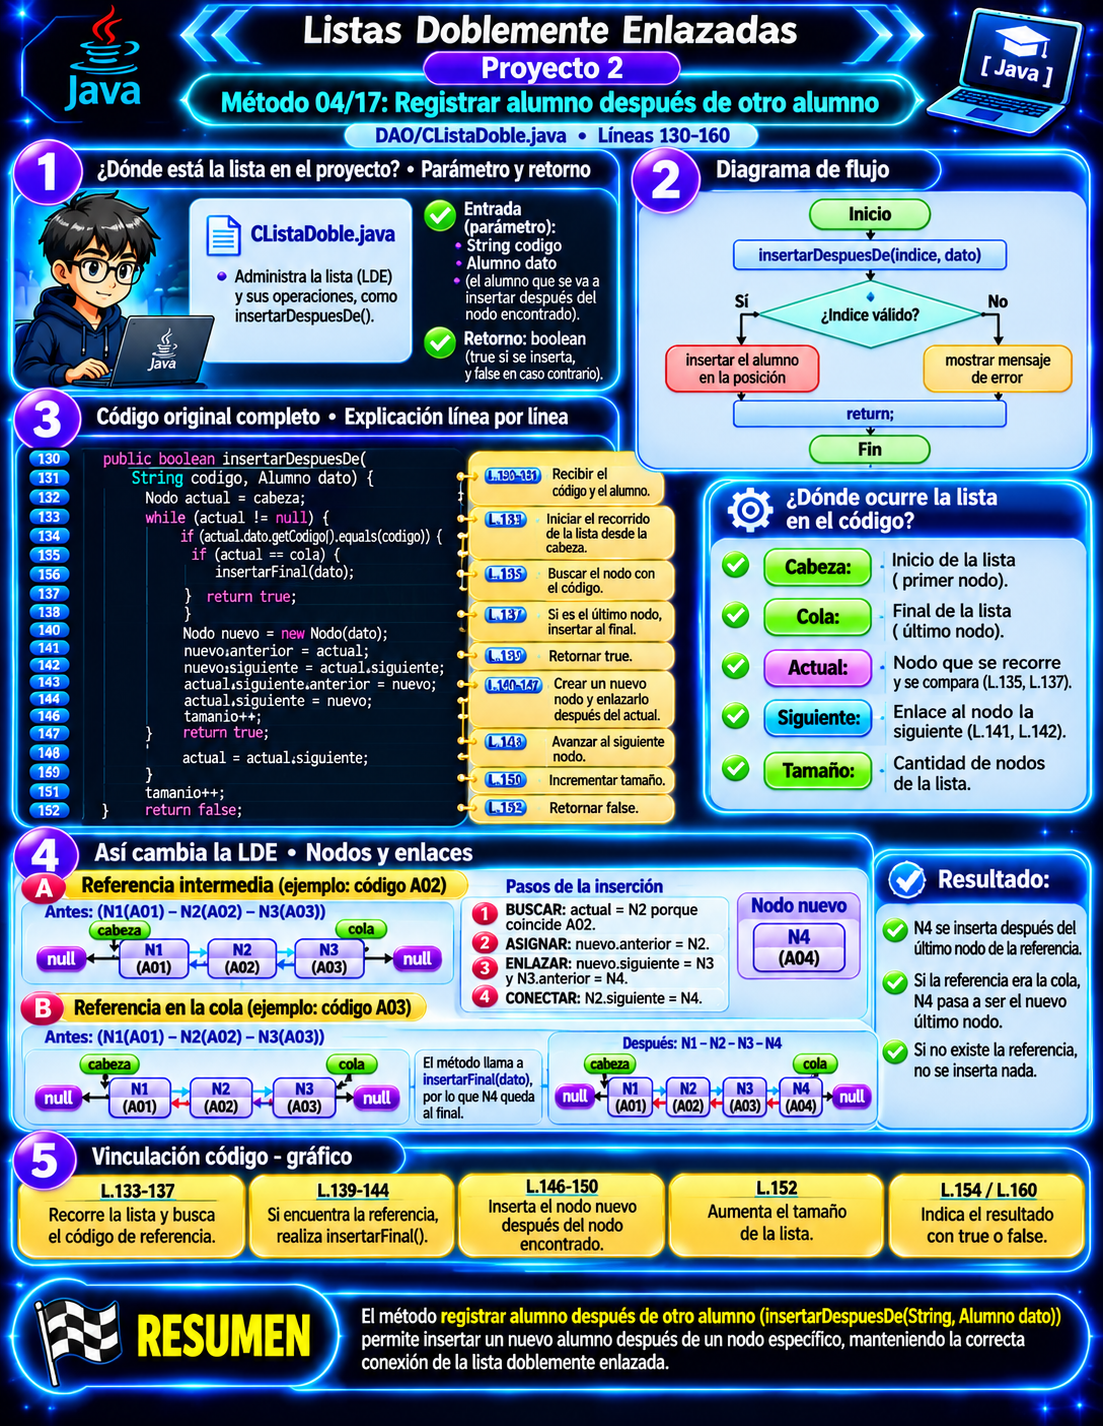 Java
Listas Doblemente Enlazadas
Proyecto 2
Método 04/17: Registrar alumno después de otro alumno
DAO/CListaDoble.java • Líneas 130-160
[ Java ]
1
¿Dónde está la lista en el proyecto? • Parámetro y retorno
CListaDoble.java
• Administra la lista (LDE)
y sus operaciones, como
insertarDespuesDe().
Java
Entrada
(parámetro):
• String codigo
• Alumno dato
• (el alumno que se va a
insertar después del
nodo encontrado).
Retorno: boolean
(true si se inserta,
y false en caso contrario).
2
Diagrama de flujo
Inicio
insertarDespuesDe(indice, dato)
¿Indice válido?
Sí
No
insertar el alumno
en la posición
mostrar mensaje
de error
return;
Fin
3
Código original completo • Explicación línea por línea
130 public boolean insertarDespuesDe(
131 String codigo, Alumno dato) {
132 Nodo actual = cabeza;
133 while (actual != null) {
134 if (actual.dato.getCodigo().equals(codigo)) {
135 if (actual == cola) {
156 insertarFinal(dato);
137 } return true;
138 }
140 Nodo nuevo = new Nodo(dato);
141 nuevo.anterior = actual;
142 nuevo.siguiente = actual.siguiente;
143 actual.siguiente.anterior = nuevo;
144 actual.siguiente = nuevo;
146 tamanio++;
147 } return true;
148 actual = actual.siguiente;
159 }
151 tamanio++;
152 } return false;
Recibir el
código y el alumno.
Iniciar el recorrido
de la lista desde la
cabeza.
Buscar el nodo con
el código.
Si es el último nodo,
insertar al final.
Retornar true.
Crear un nuevo
nodo y enlazarlo
después del actual.
Avanzar al siguiente
nodo.
L.150 Incrementar tamaño.
Retornar false.
¿Dónde ocurre la lista
en el código?
Cabeza: Inicio de la lista
( primer nodo).
Cola: Final de la lista
( último nodo).
Actual: Nodo que se recorre
y se compara (L.135, L.137).
Siguiente: Enlace al nodo la
siguiente (L.141, L.142).
Tamaño: Cantidad de nodos
de la lista.
4
Así cambia la LDE • Nodos y enlaces
A Referencia intermedia (ejemplo: código A02)
Antes: (N1(A01) – N2(A02) – N3(A03))
cabeza
cola
null
N1
(A01)
N2
(A02)
N3
(A03)
null
Pasos de la inserción
1 BUSCAR: actual = N2 porque
coincide A02.
2 ASIGNAR: nuevo.anterior = N2.
3 ENLAZAR: nuevo.siguiente = N3
y N3.anterior = N4.
4 CONECTAR: N2.siguiente = N4.
Nodo nuevo
N4
(A04)
B Referencia en la cola (ejemplo: código A03)
Antes: (N1(A01) – N2(A02) – N3(A03))
cabeza
cola
null
N1
(A01)
N2
(A02)
N3
(A03)
null
El método llama a
insertarFinal(dato),
por lo que N4 queda
al final.
Después: N1 – N2 – N3 – N4
cabeza
cola
null
N1
(A01)
N2
(A02)
N3
(A03)
N4
(A04)
null
Resultado:
N4 se inserta después del
último nodo de la referencia.
Si la referencia era la cola,
N4 pasa a ser el nuevo
último nodo.
Si no existe la referencia,
no se inserta nada.
5
Vinculación código - gráfico
L.133-137
Recorre la lista y busca
el código de referencia.
L.139-144
Si encuentra la referencia,
realiza insertarFinal().
L.146-150
Inserta el nodo nuevo
después del nodo
encontrado.
L.152
Aumenta el tamaño
de la lista.
L.154 / L.160
Indica el resultado
con true o false.
RESUMEN
El método registrar alumno después de otro alumno (insertarDespuesDe(String, Alumno dato))
permite insertar un nuevo alumno después de un nodo específico, manteniendo la correcta
conexión de la lista doblemente enlazada.